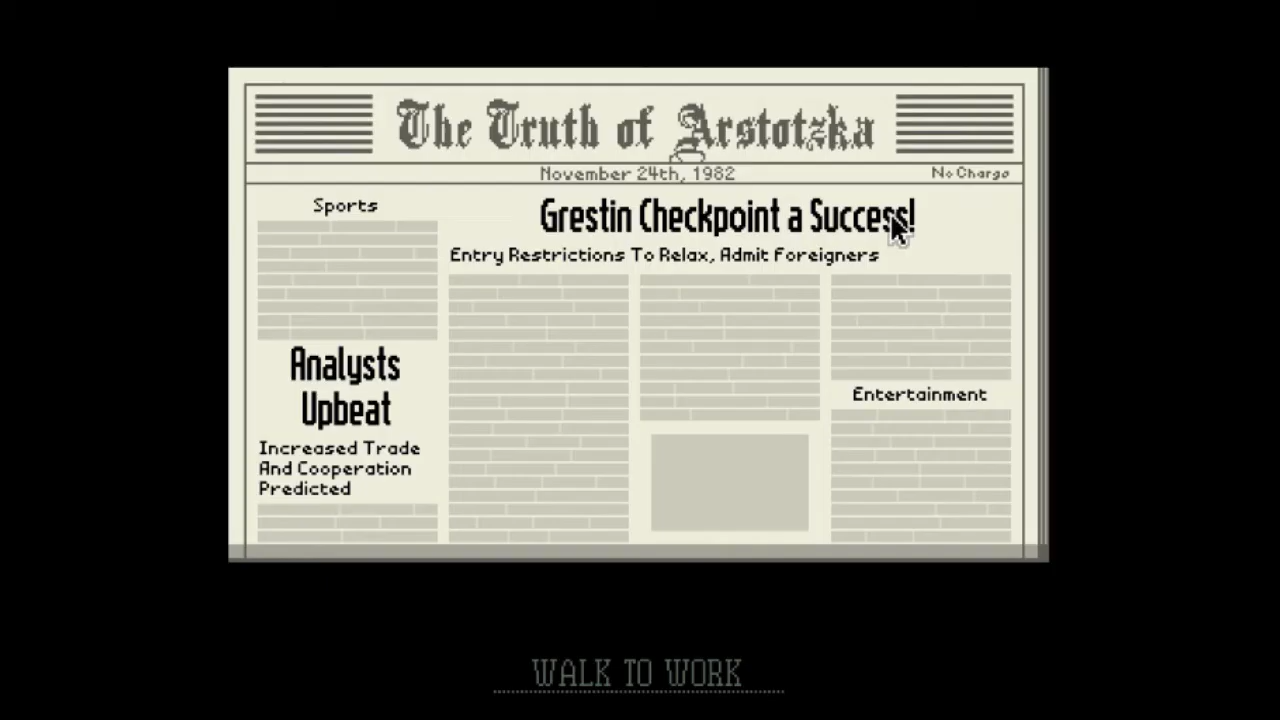 The Truth of Arstotzka
November 24th, 1982
No Charge
Sports
Grestin Checkpoint a Success!
Entry Restrictions To Relax, Admit Foreigners
Analysts
Upbeat
Increased Trade
And Cooperation
Predicted
Entertainment
WALK TO WORK